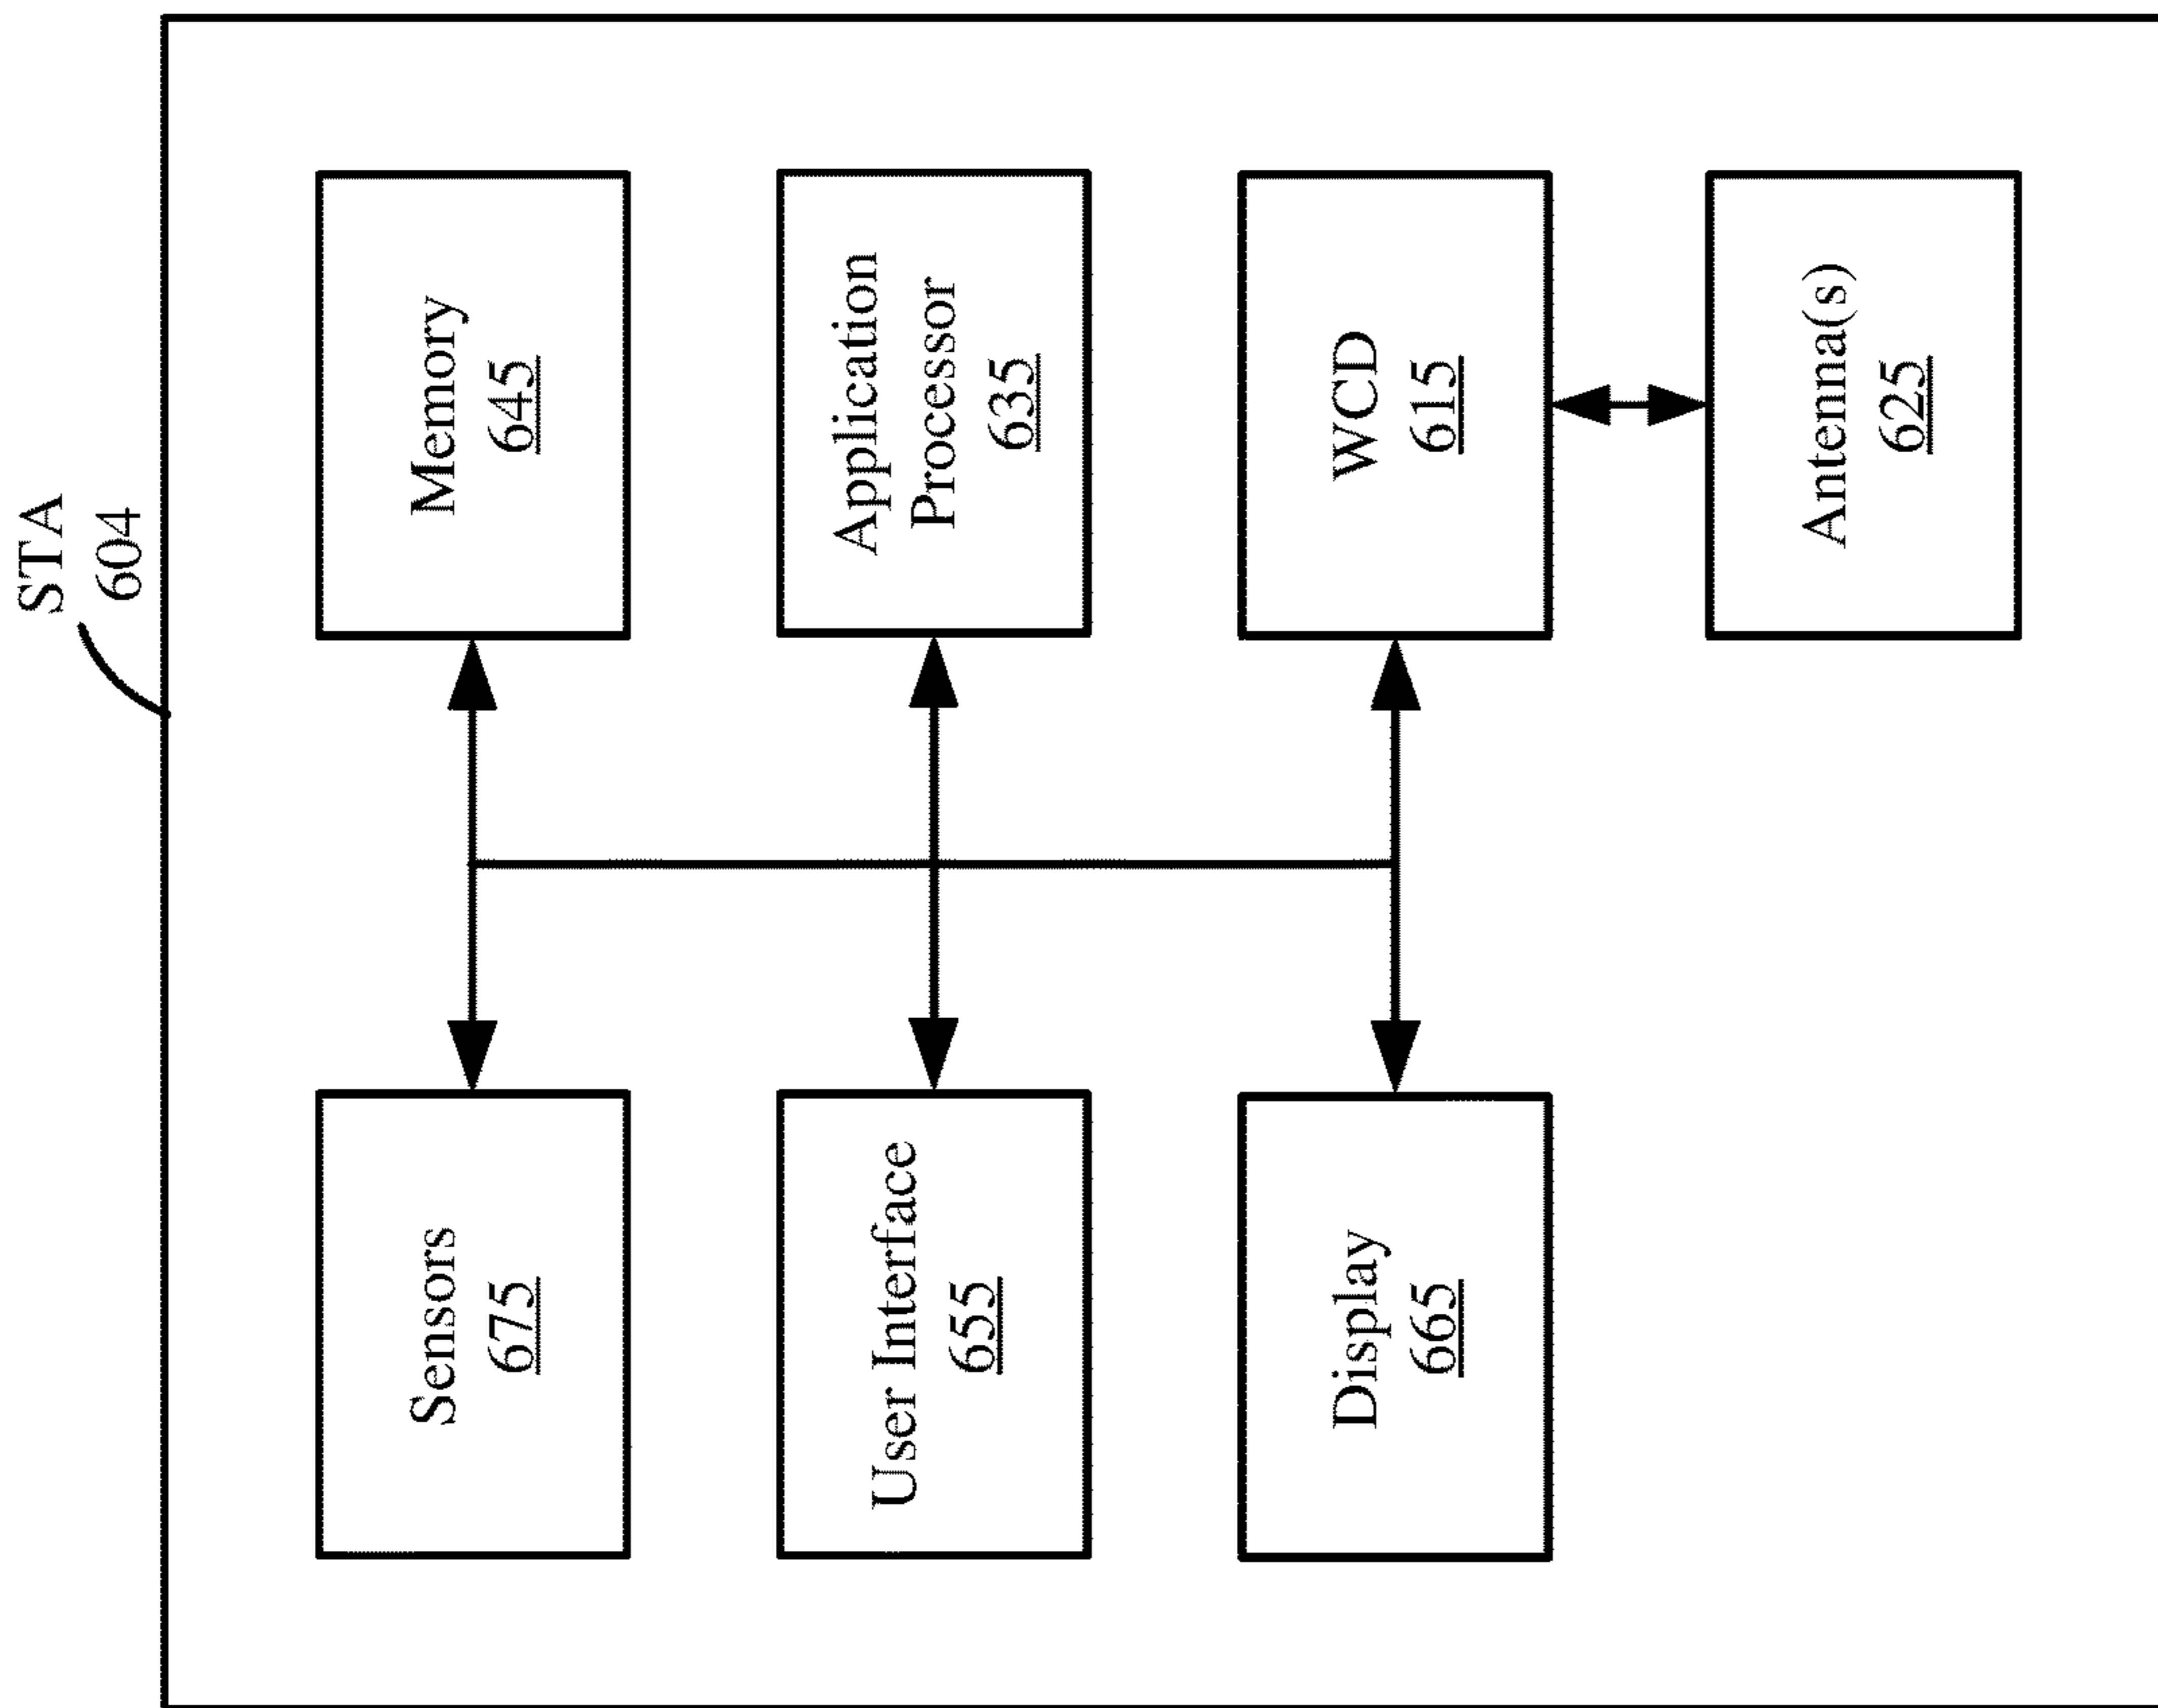 STA
604
Sensors
675
Memory
645
User Interface
655
Application
Processor
635
Display
665
WCD
615
Antenna(s)
625